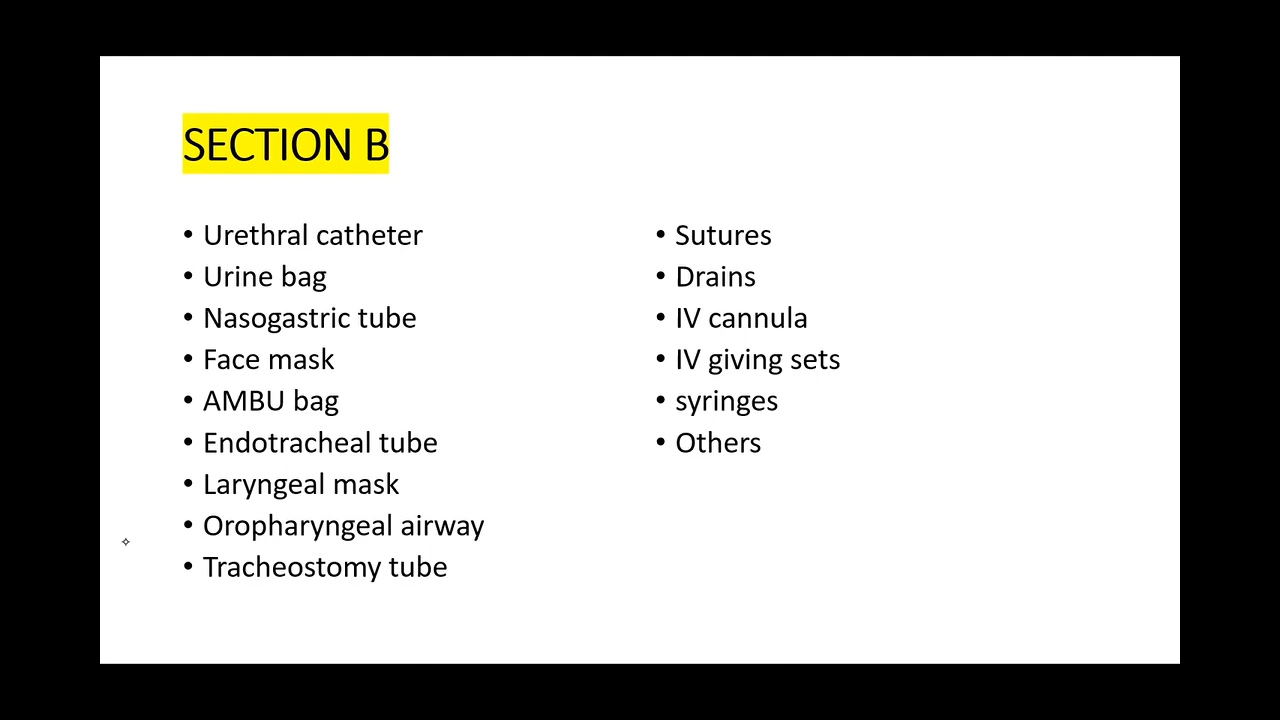 SECTION B
• Urethral catheter
• Urine bag
• Nasogastric tube
• Face mask
• AMBU bag
• Endotracheal tube
• Laryngeal mask
• Oropharyngeal airway
• Tracheostomy tube
• Sutures
• Drains
• IV cannula
• IV giving sets
• syringes
• Others